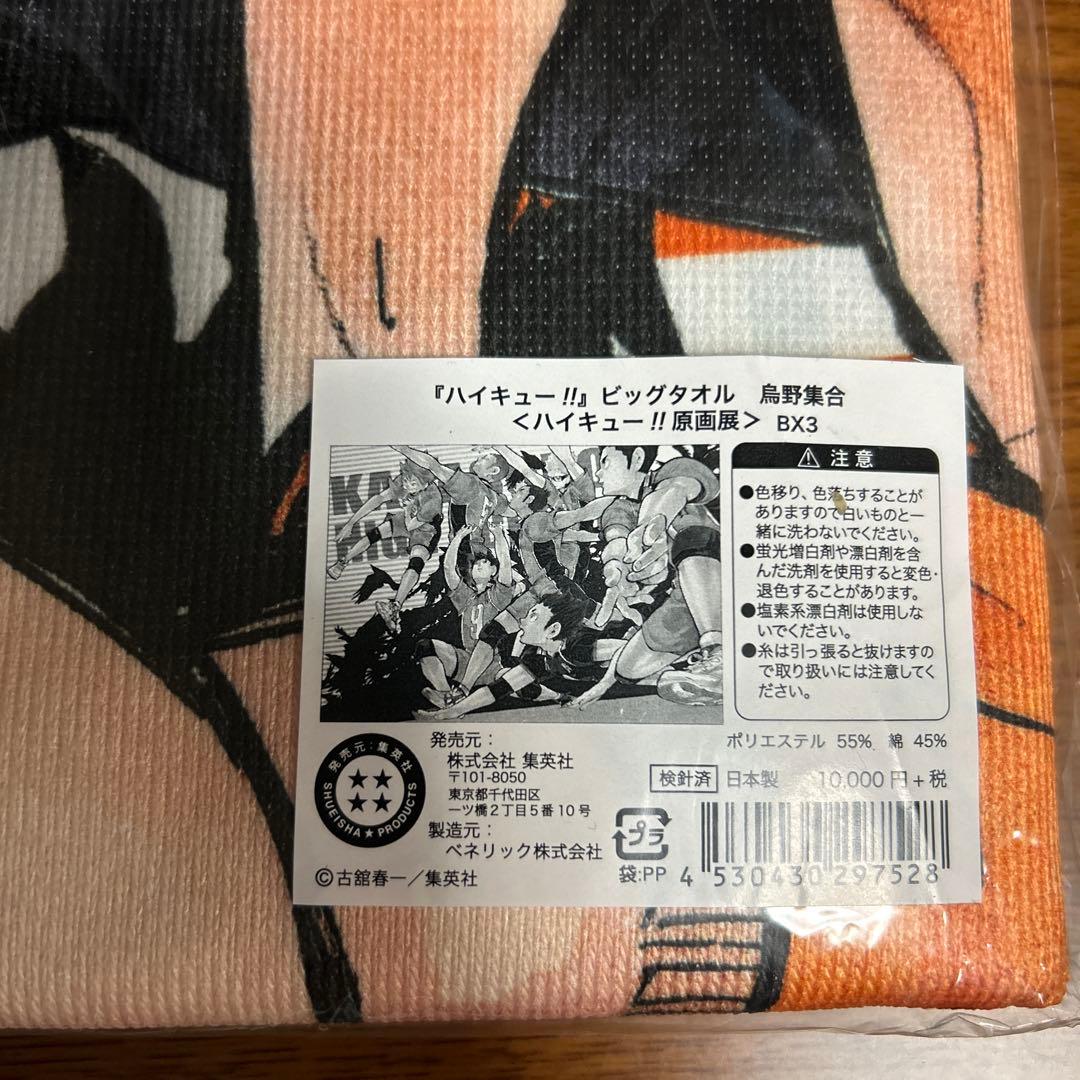 『ハイキュー!!』ビッグタオル 烏野集合
＜ハイキュー!!原画展＞ BX3
KA
HIG
⚠ 注意
●色移り、色落ちすることが
ありますので白いものと一
緒に洗わないでください。
●蛍光増白剤や漂白剤を含
んだ洗剤を使用すると変色・
退色することがあります。
●塩素系漂白剤は使用しな
いでください。
●糸は引っ張ると抜けますの
で取り扱いには注意してく
ださい。
発売元：集英社
SHUEISHA★PRODUCTS
発売元：
株式会社 集英社
〒101-8050
東京都千代田区
一ツ橋2丁目5番10号
製造元：
ベネリック株式会社
©古舘春一／集英社
ポリエステル 55% 綿 45%
検針済 日本製 10,000円＋税
プラ
袋:PP
4 530430 297528